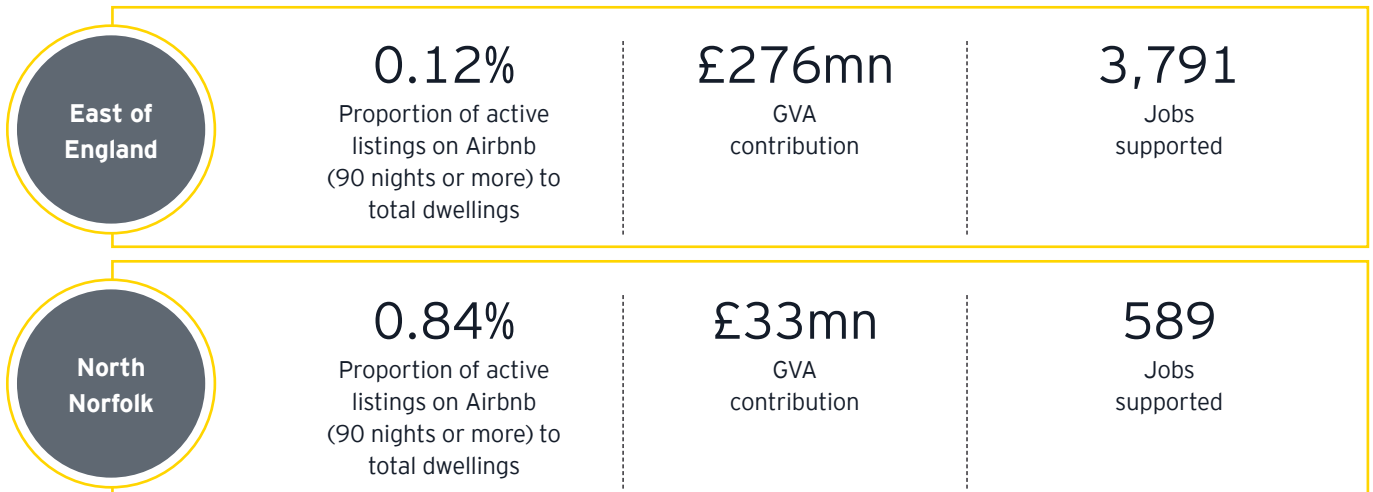 East of
England
0.12%
Proportion of active
listings on Airbnb
(90 nights or more) to
total dwellings
£276mn
GVA
contribution
3,791
Jobs
supported
North
Norfolk
0.84%
Proportion of active
listings on Airbnb
(90 nights or more) to
total dwellings
£33mn
GVA
contribution
589
Jobs
supported